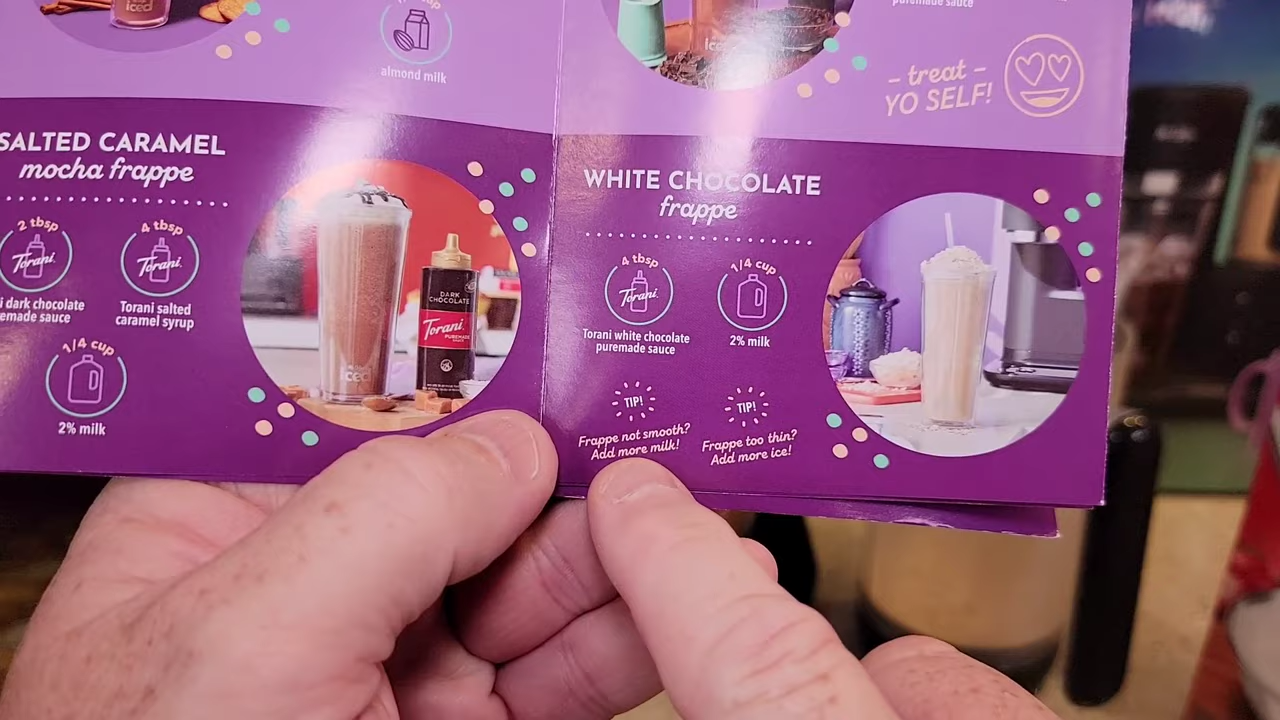 iced
almond milk
puremade sauce
– treat –
YO SELF!
SALTED CARAMEL
mocha frappe
2 tbsp
Torani
dark chocolate
4 tbsp
Torani
Torani salted
caramel syrup
1/4 cup
2% milk
DARK
CHOCOLATE
Torani
PUREMADE
iced
WHITE CHOCOLATE
frappe
4 tbsp
Torani
Torani white chocolate
puremade sauce
1/4 cup
2% milk
TIP!
Frappe not smooth?
Add more milk!
TIP!
Frappe too thin?
Add more ice!